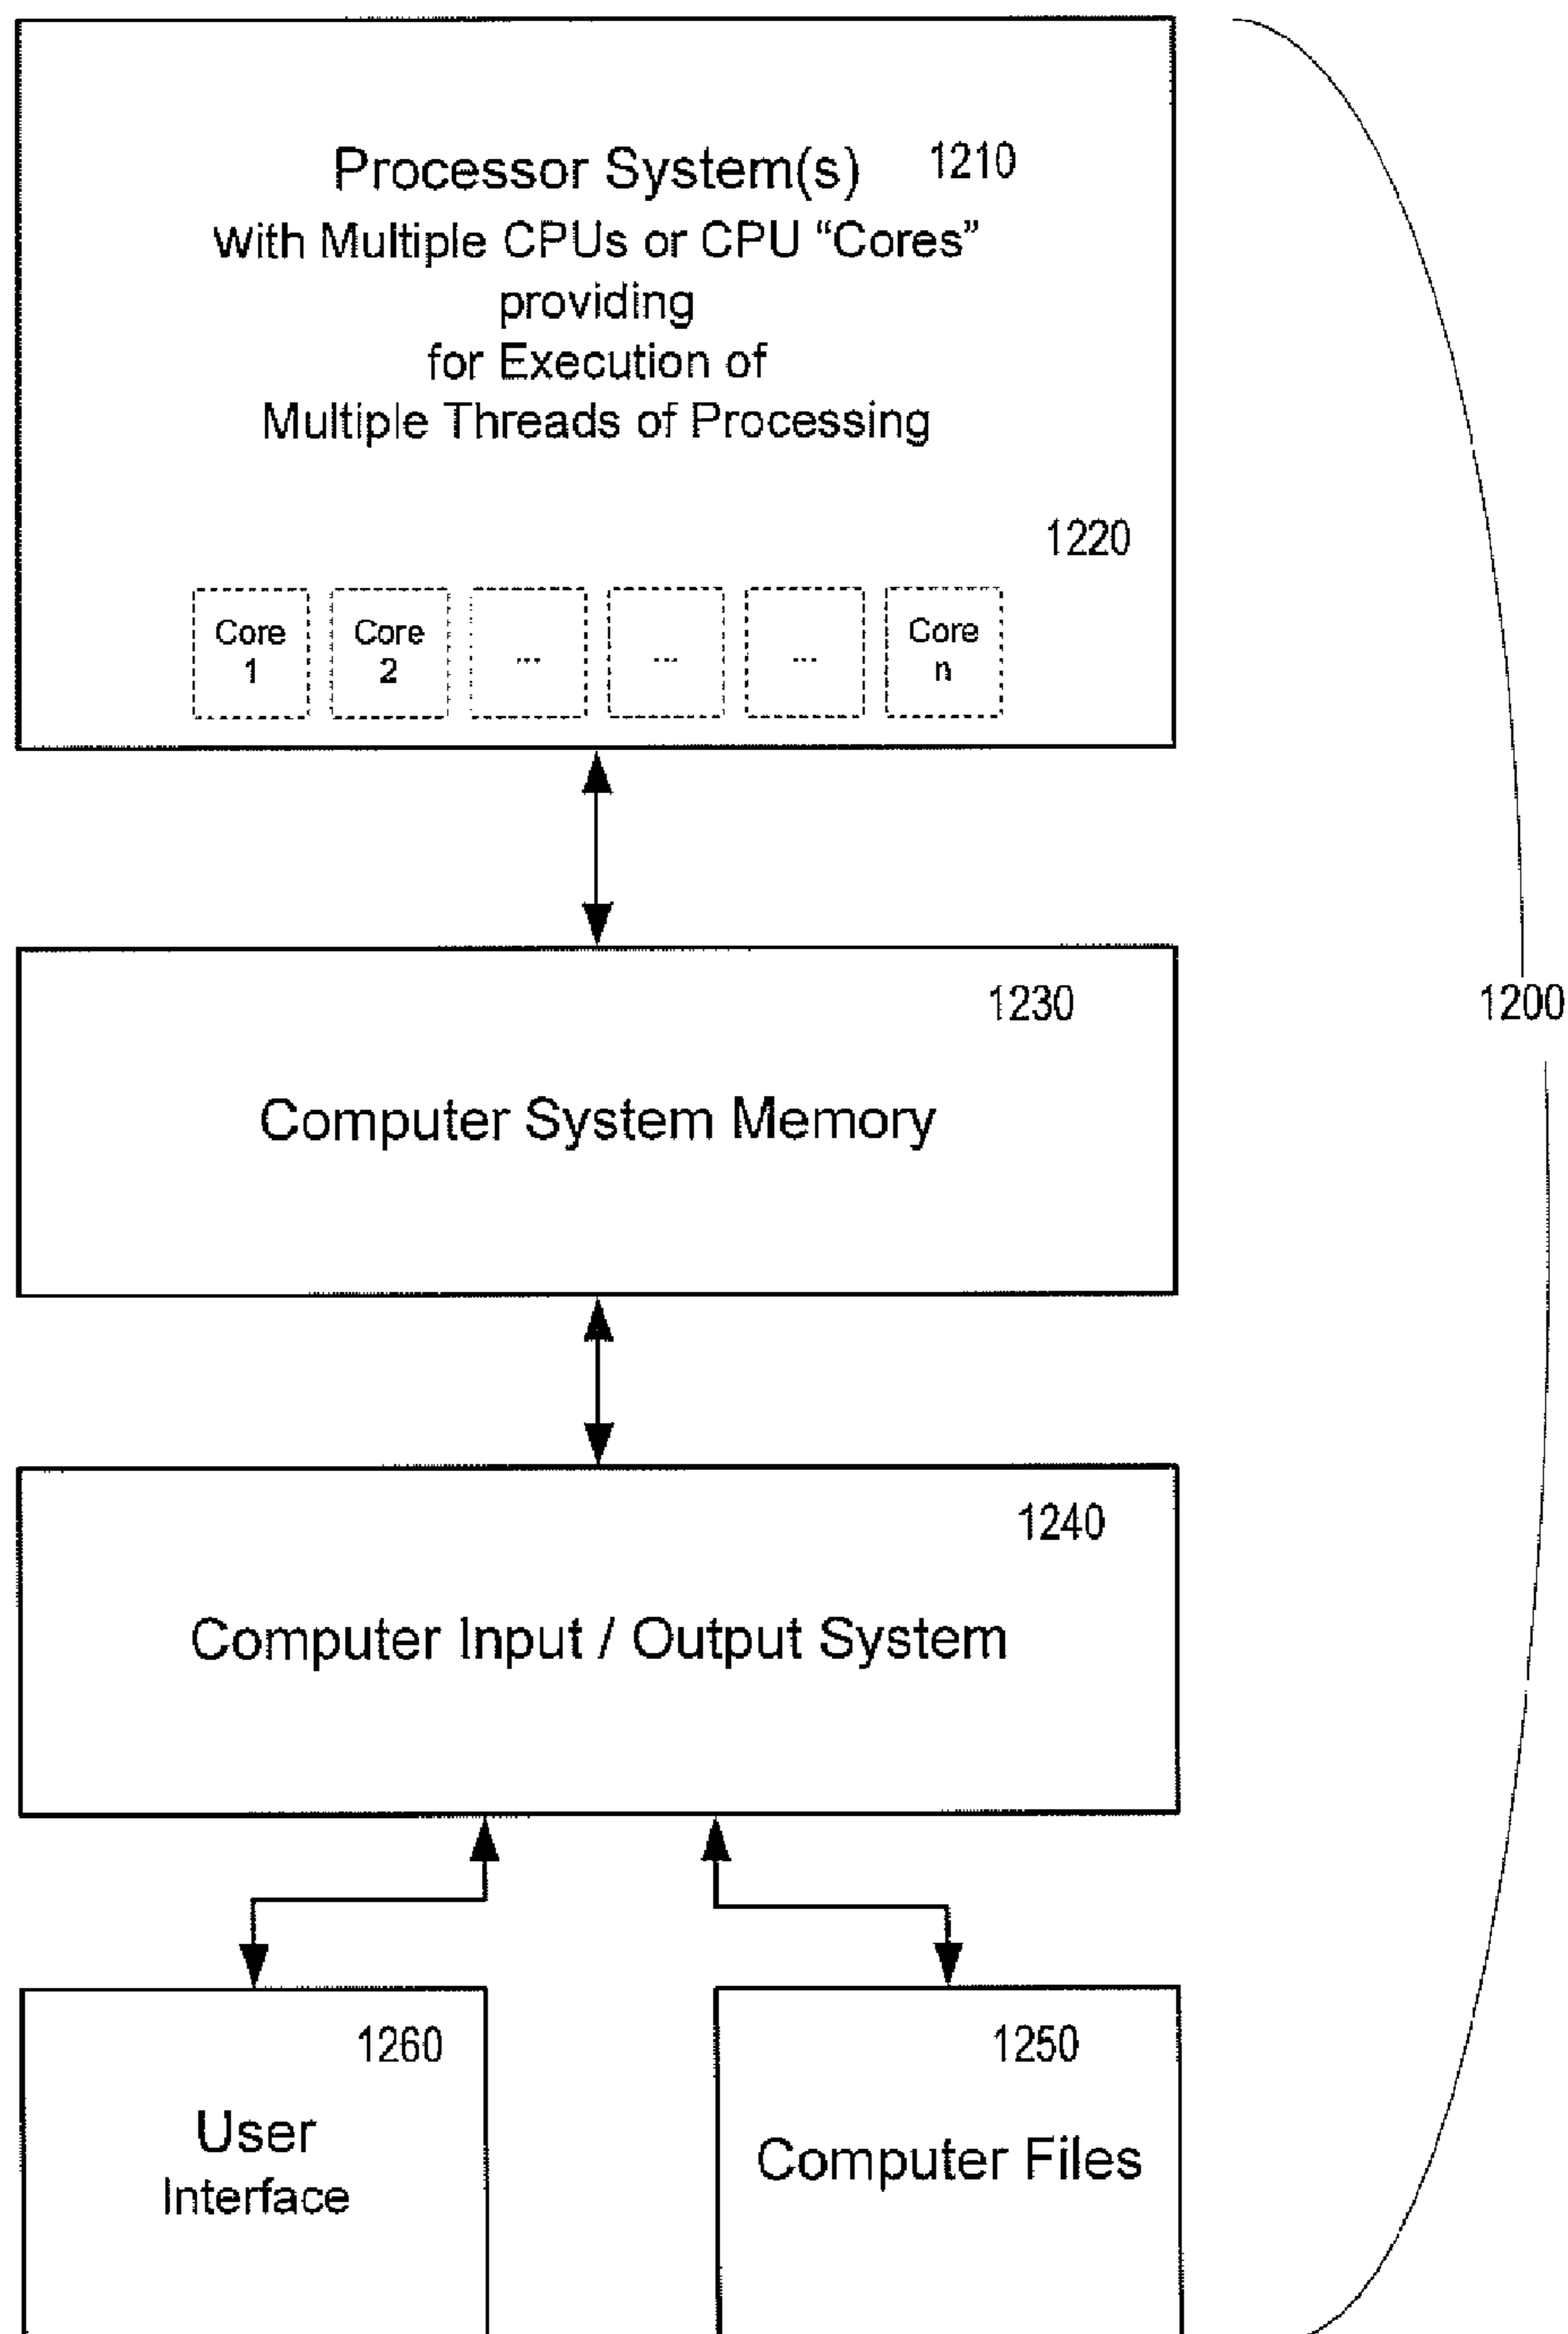 Processor System(s) 1210
With Multiple CPUs or CPU “Cores”
providing
for Execution of
Multiple Threads of Processing
1220
Core 1
Core 2
...
...
...
Core n
1230
Computer System Memory
1200
1240
Computer Input / Output System
1260
User
Interface
1250
Computer Files